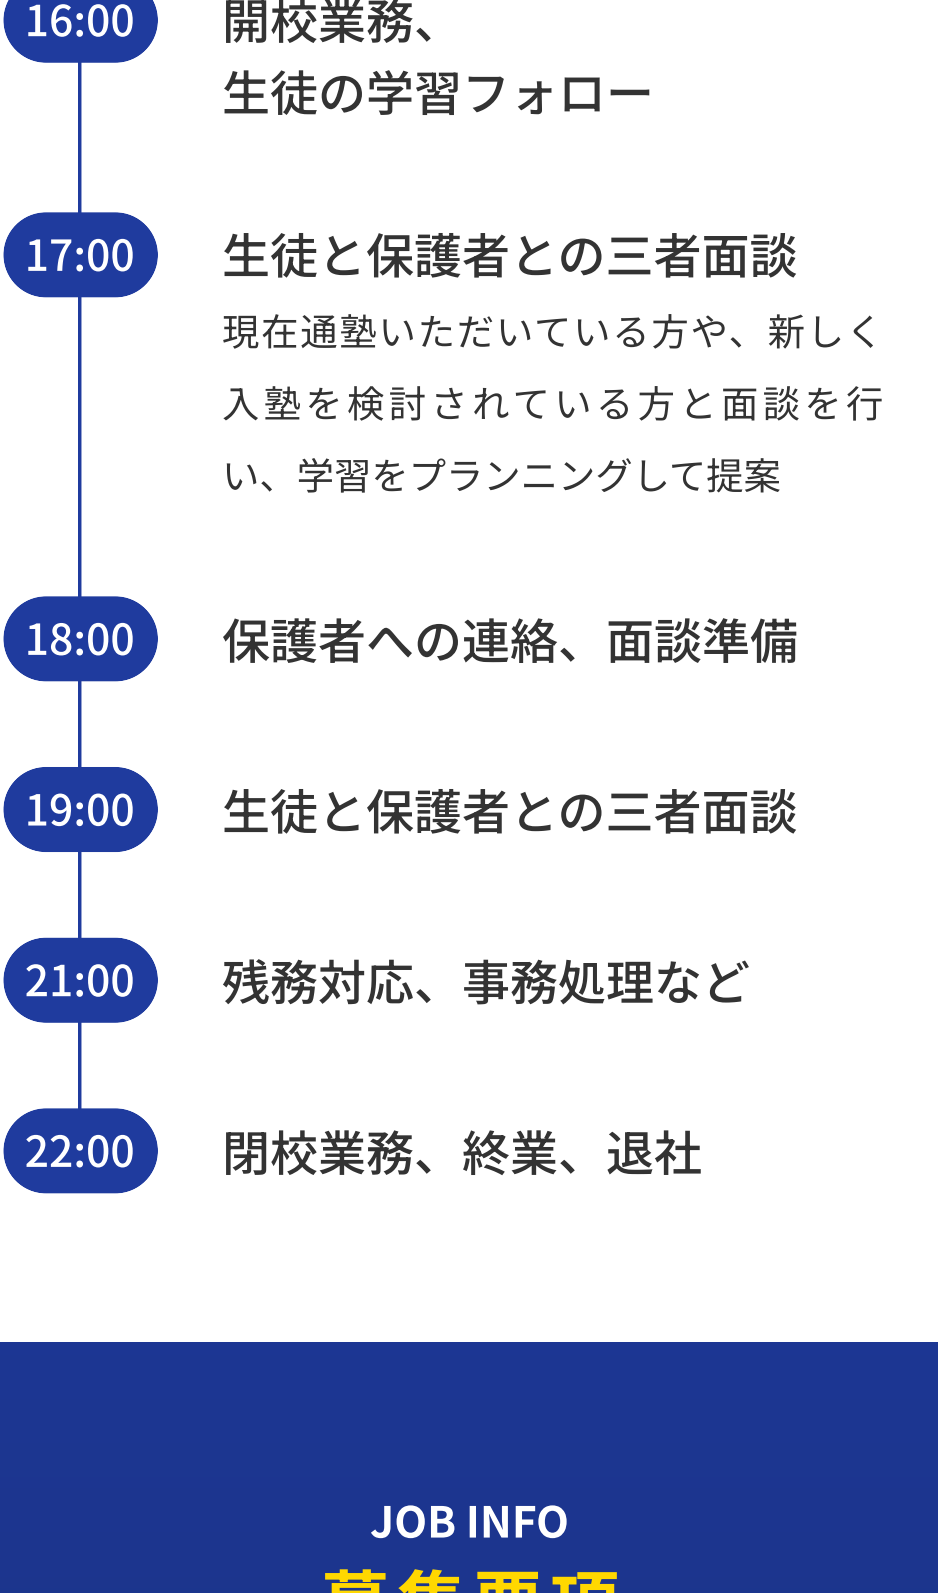 16:00
開校業務、
生徒の学習フォロー
17:00
生徒と保護者との三者面談
現在通塾いただいている方や、新しく
入塾を検討されている方と面談を行
い、学習をプランニングして提案
18:00
保護者への連絡、面談準備
19:00
生徒と保護者との三者面談
21:00
残務対応、事務処理など
22:00
閉校業務、終業、退社
JOB INFO
募集要項